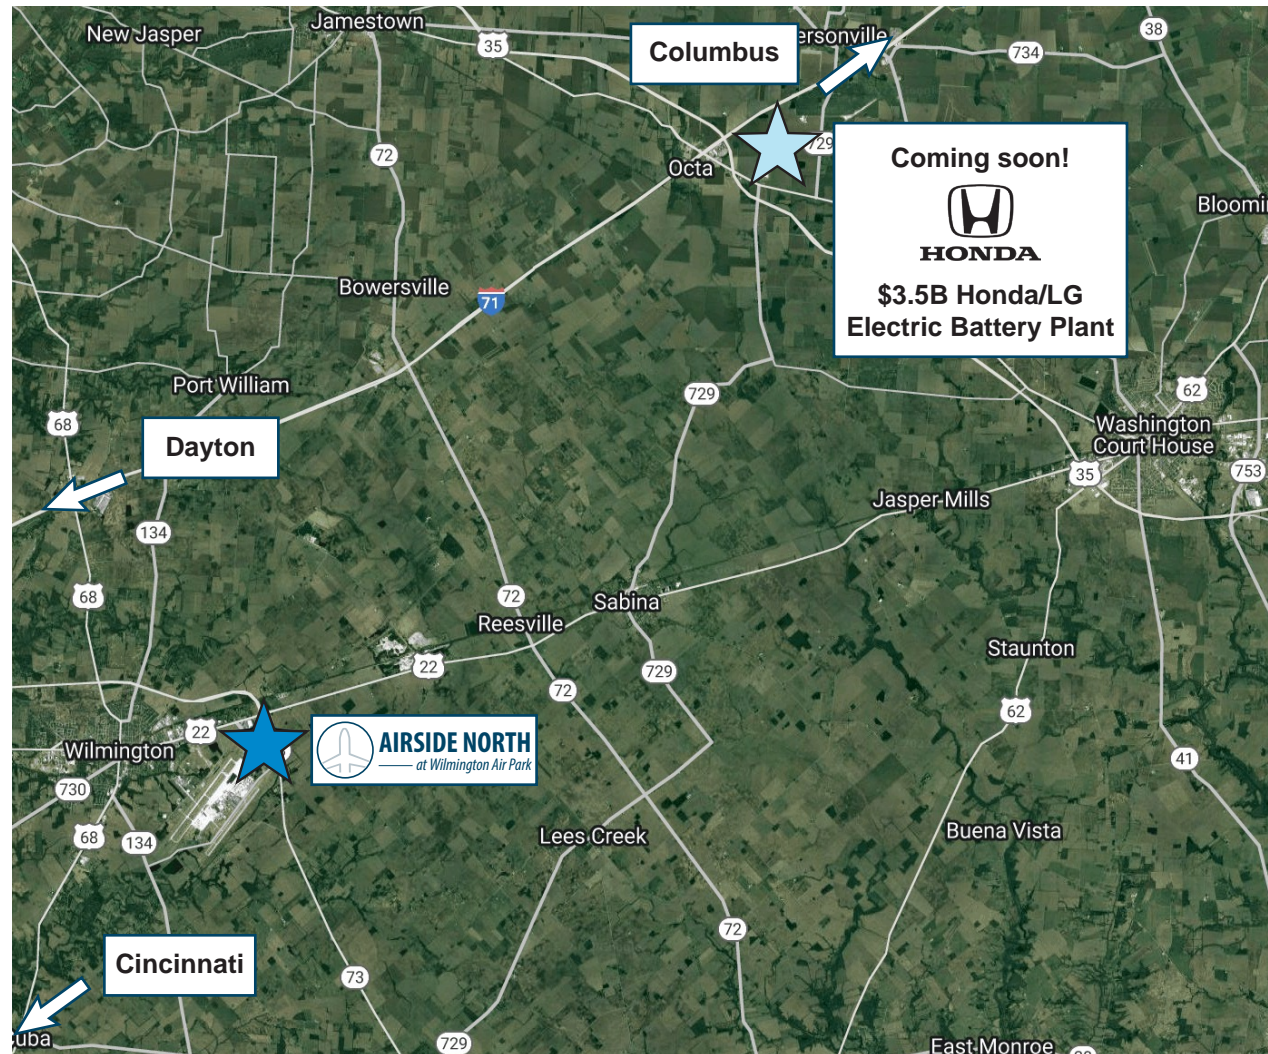 New Jasper
Jamestown
35
Columbus
ersonville
734
38
72
729
Octa
Coming soon!
HONDA
$3.5B Honda/LG
Electric Battery Plant
Bloomi
Bowersville
71
Port William
729
62
68
Washington
Court House
Dayton
35
753
Jasper Mills
134
68
72
Sabina
Reesville
22
729
Staunton
72
62
22
Wilmington
AIRSIDE NORTH
at Wilmington Air Park
41
730
68
134
Lees Creek
Buena Vista
72
Cincinnati
73
uba
729
East Monroe